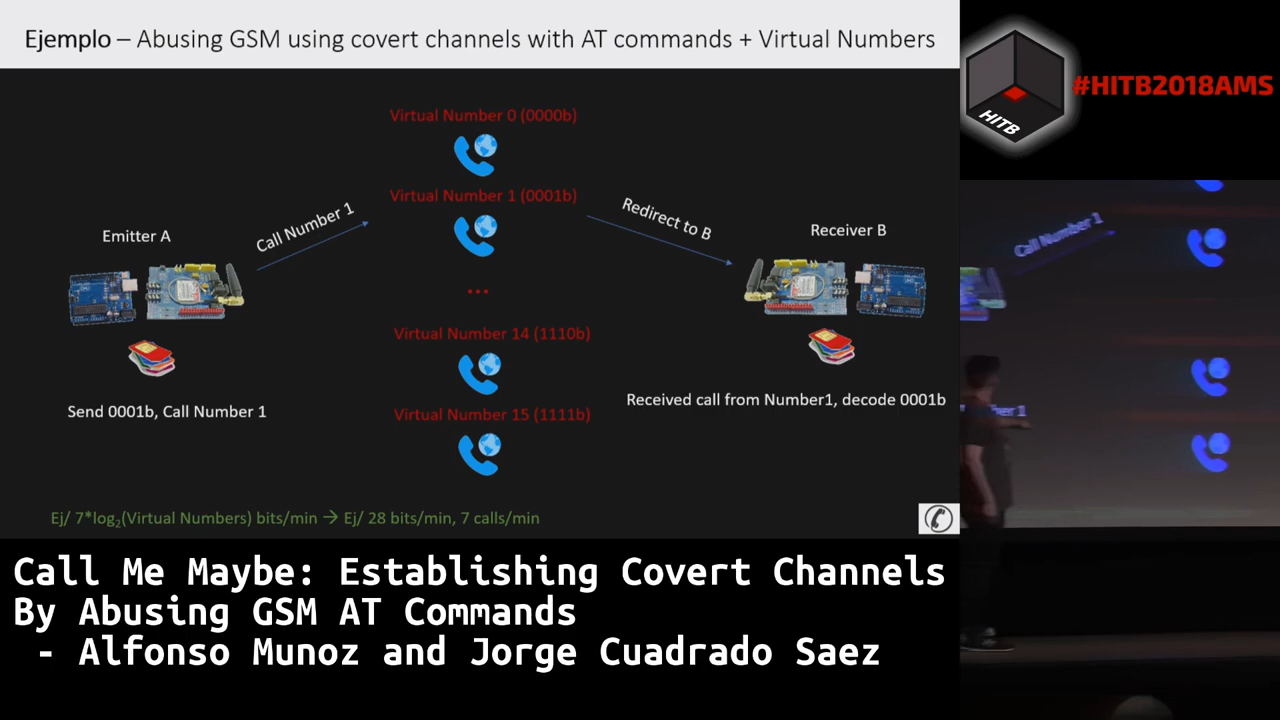 Ejemplo – Abusing GSM using covert channels with AT commands + Virtual Numbers
HITB
#HITB2018AMS
Virtual Number 0 (0000b)
Virtual Number 1 (0001b)
Call Number 1
Redirect to B
Emitter A
Receiver B
...
Virtual Number 14 (1110b)
Send 0001b, Call Number 1
Received call from Number1, decode 0001b
Virtual Number 15 (1111b)
Ej/ 7*log₂(Virtual Numbers) bits/min → Ej/ 28 bits/min, 7 calls/min
Call Number 1
Call Me Maybe: Establishing Covert Channels
By Abusing GSM AT Commands
- Alfonso Munoz and Jorge Cuadrado Saez